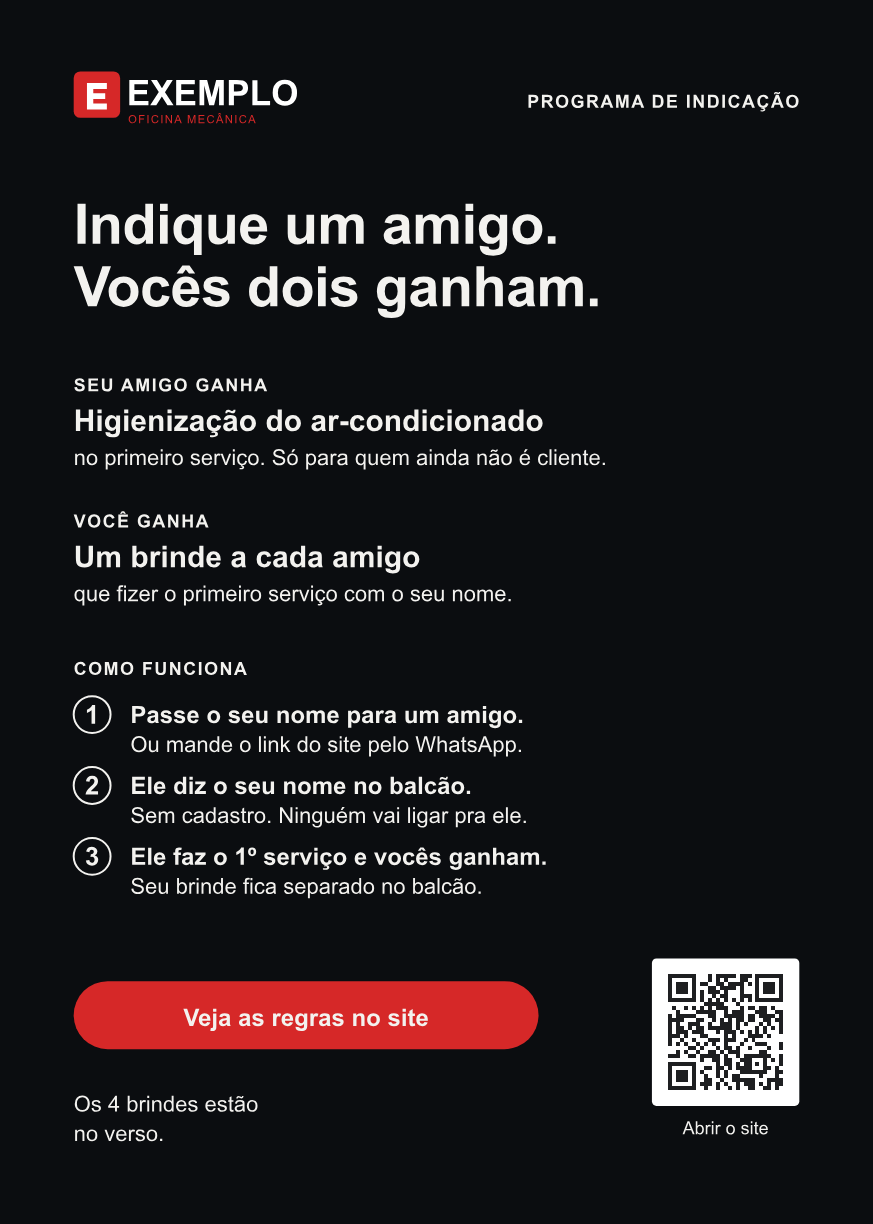 E EXEMPLO
OFICINA MECÂNICA
PROGRAMA DE INDICAÇÃO
Indique um amigo.
Vocês dois ganham.
SEU AMIGO GANHA
Higienização do ar-condicionado
no primeiro serviço. Só para quem ainda não é cliente.
VOCÊ GANHA
Um brinde a cada amigo
que fizer o primeiro serviço com o seu nome.
COMO FUNCIONA
1 Passe o seu nome para um amigo.
Ou mande o link do site pelo WhatsApp.
2 Ele diz o seu nome no balcão.
Sem cadastro. Ninguém vai ligar pra ele.
3 Ele faz o 1º serviço e vocês ganham.
Seu brinde fica separado no balcão.
Veja as regras no site
Os 4 brindes estão
no verso.
Abrir o site